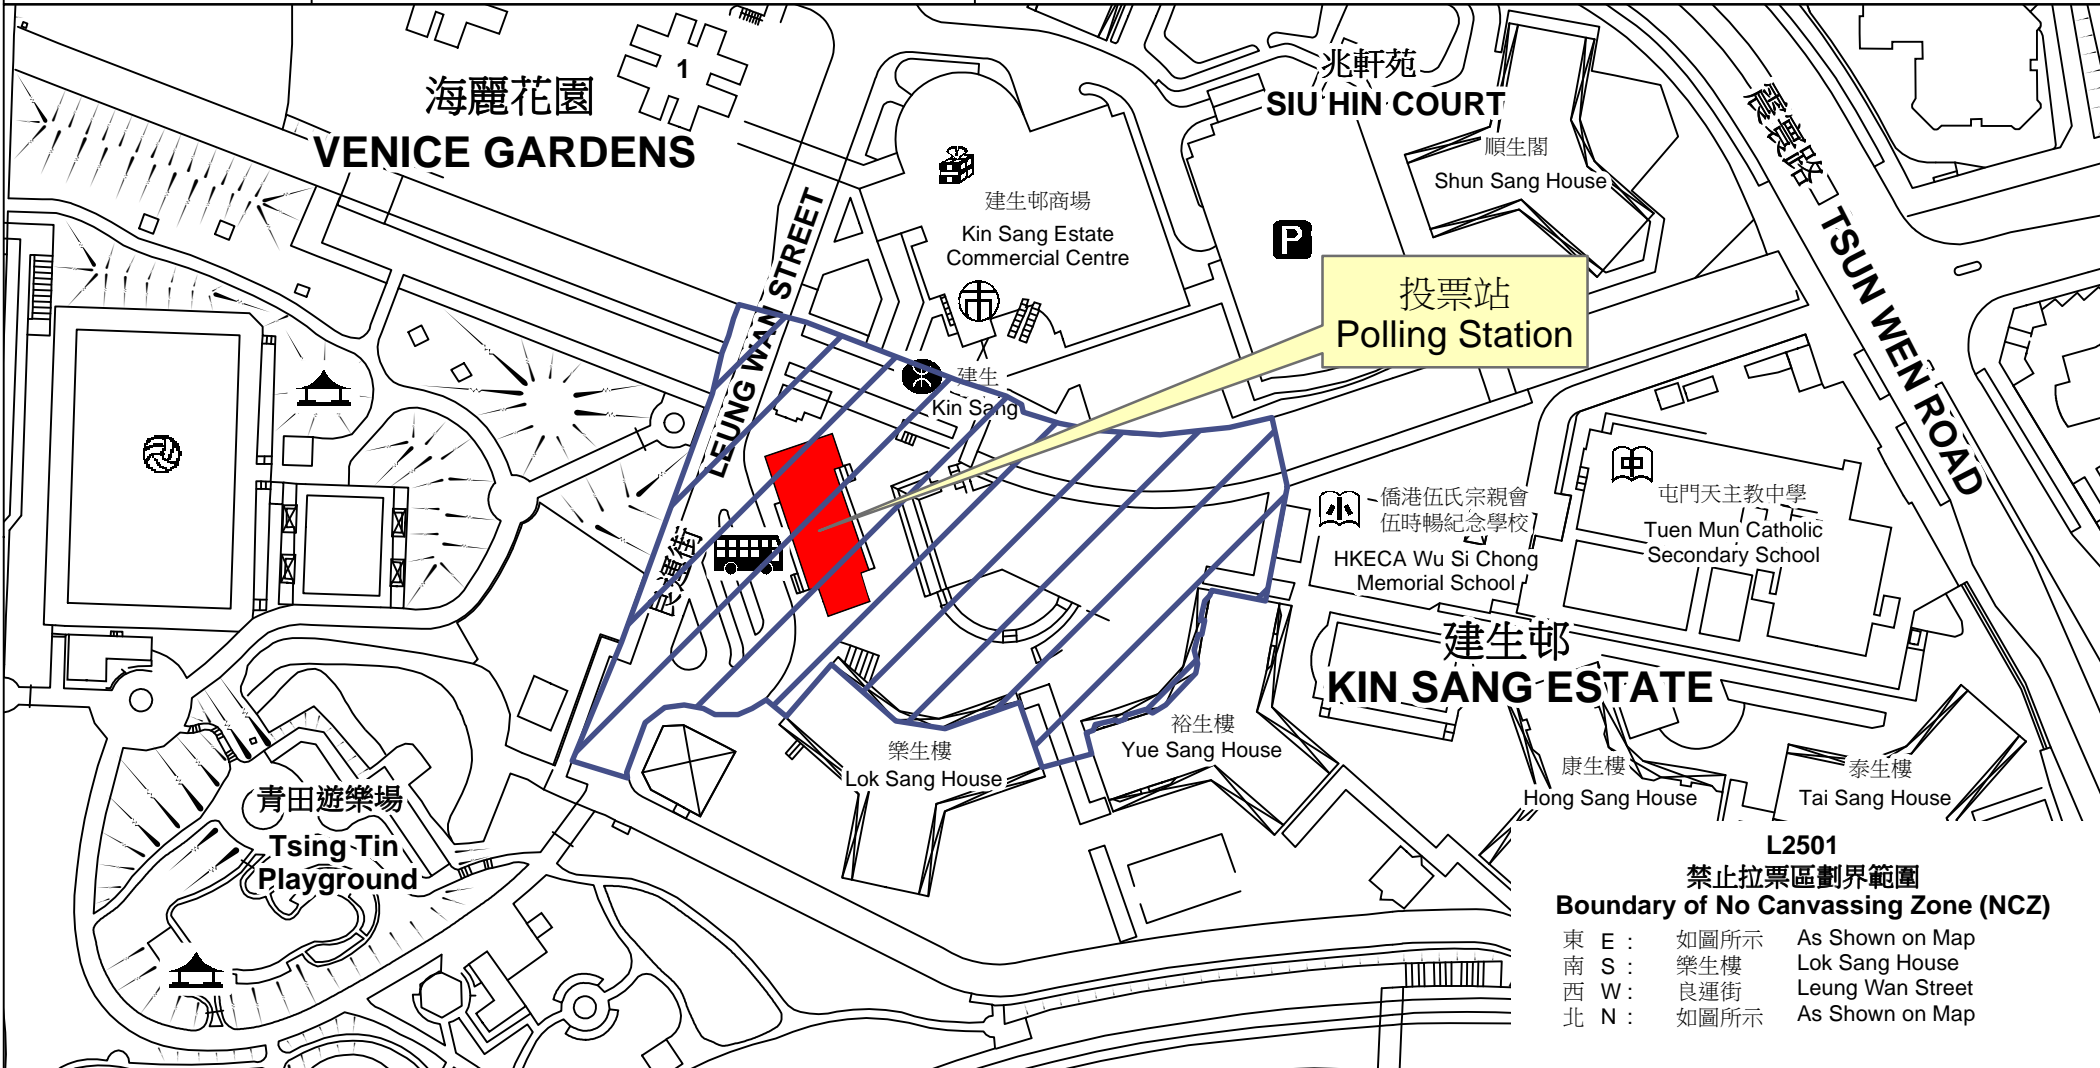 海麗花園
VENICE GARDENS
1
兆軒苑
SIU HIN COURT
順生閣
Shun Sang House
震寰路
TSUN WEN ROAD
建生邨商場
Kin Sang Estate
Commercial Centre
P
投票站
Polling Station
LEUNG WAN STREET
良運街
建生
Kin Sang
僑港伍氏宗親會
伍時暢紀念學校
HKECA Wu Si Chong
Memorial School
屯門天主教中學
Tuen Mun Catholic
Secondary School
建生邨
KIN SANG ESTATE
裕生樓
Yue Sang House
樂生樓
Lok Sang House
康生樓
Hong Sang House
泰生樓
Tai Sang House
青田遊樂場
Tsing Tin
Playground
市
小
中
L2501
禁止拉票區劃界範圍
Boundary of No Canvassing Zone (NCZ)
東 E : 如圖所示 As Shown on Map
南 S : 樂生樓 Lok Sang House
西 W : 良運街 Leung Wan Street
北 N : 如圖所示 As Shown on Map